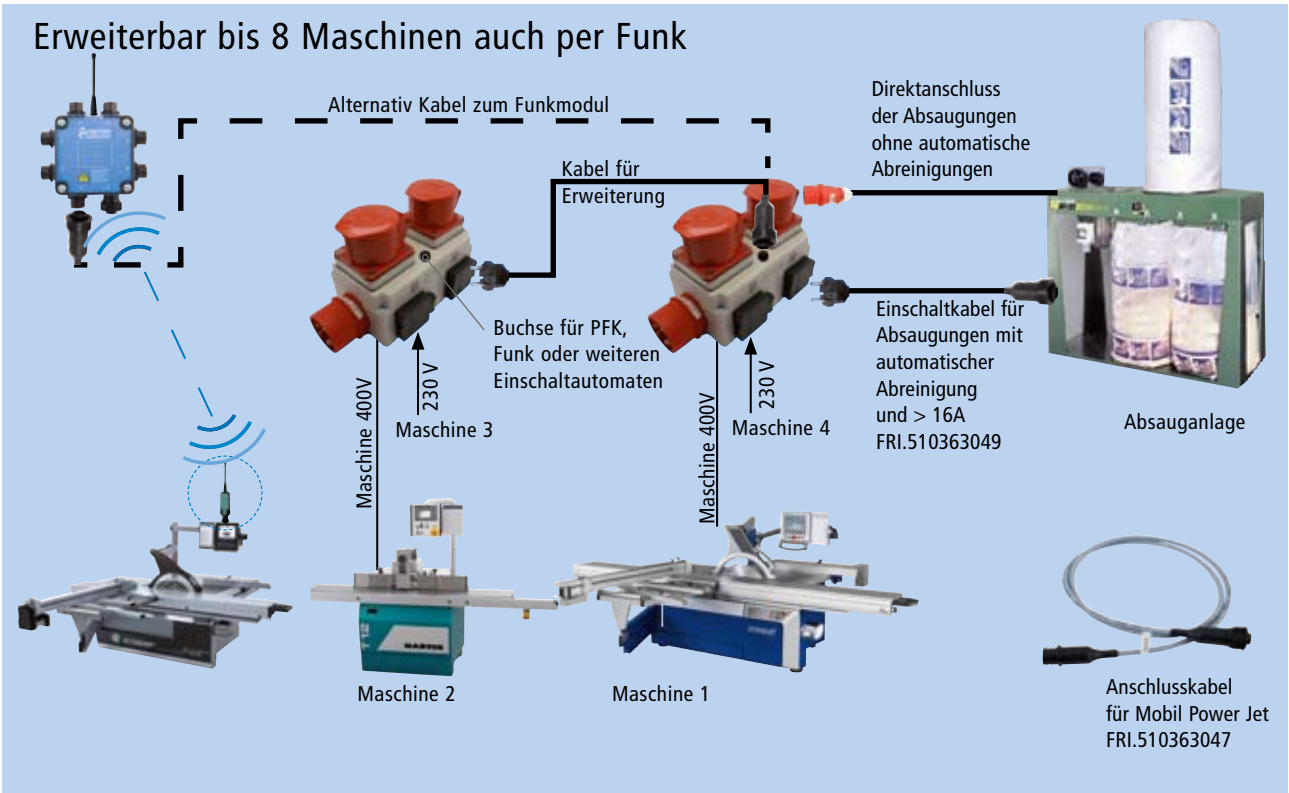 Erweiterbar bis 8 Maschinen auch per Funk
Alternativ Kabel zum Funkmodul
Direktanschluss
der Absaugungen
ohne automatische
Abreinigungen
Kabel für
Erweiterung
Buchse für PFK,
Funk oder weiteren
Einschaltautomaten
Einschaltkabel für
Absaugungen mit
automatischer
Abreinigung
und > 16A
FRI.510363049
Absauganlage
Maschine 400V
230 V
Maschine 3
Maschine 400V
230 V
Maschine 4
MARTIN
Maschine 2
Maschine 1
Anschlusskabel
für Mobil Power Jet
FRI.510363047